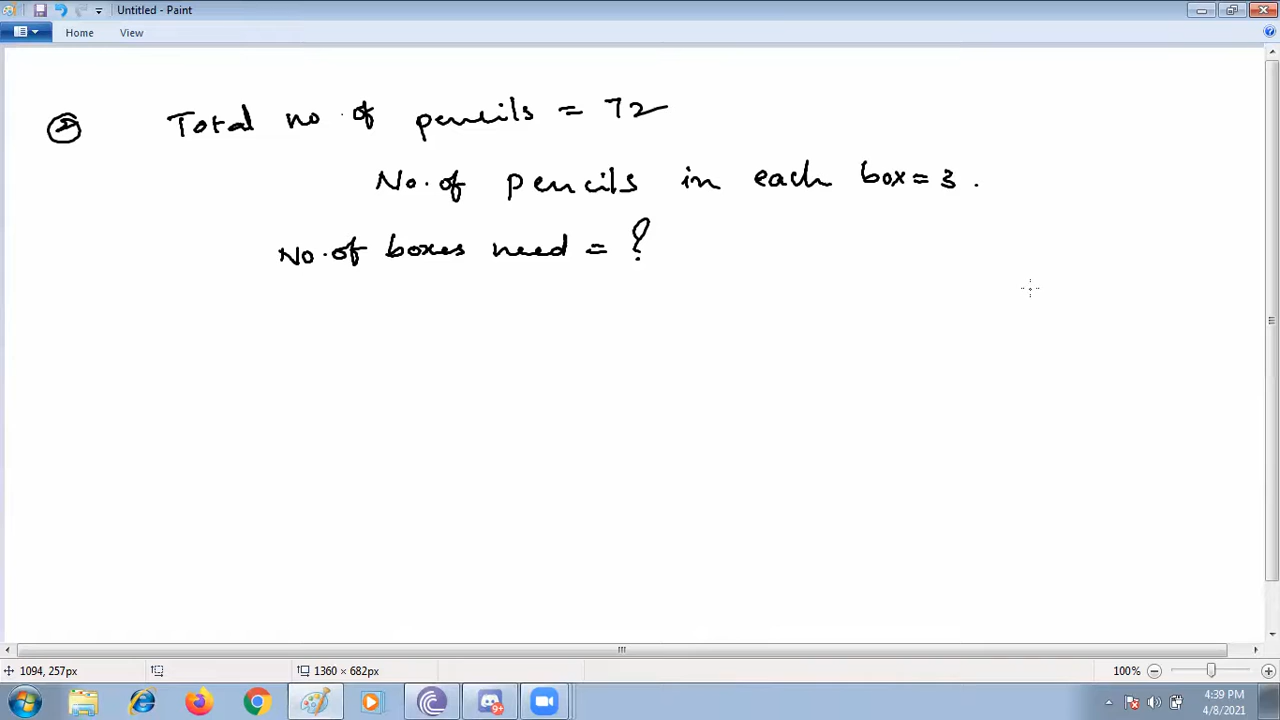 Untitled - Paint
Home View
Total no. of pencils = 72
No. of pencils in each box = 3.
No. of boxes need = ?
1094, 257px
1360 × 682px
100%
4:39 PM
4/8/2021